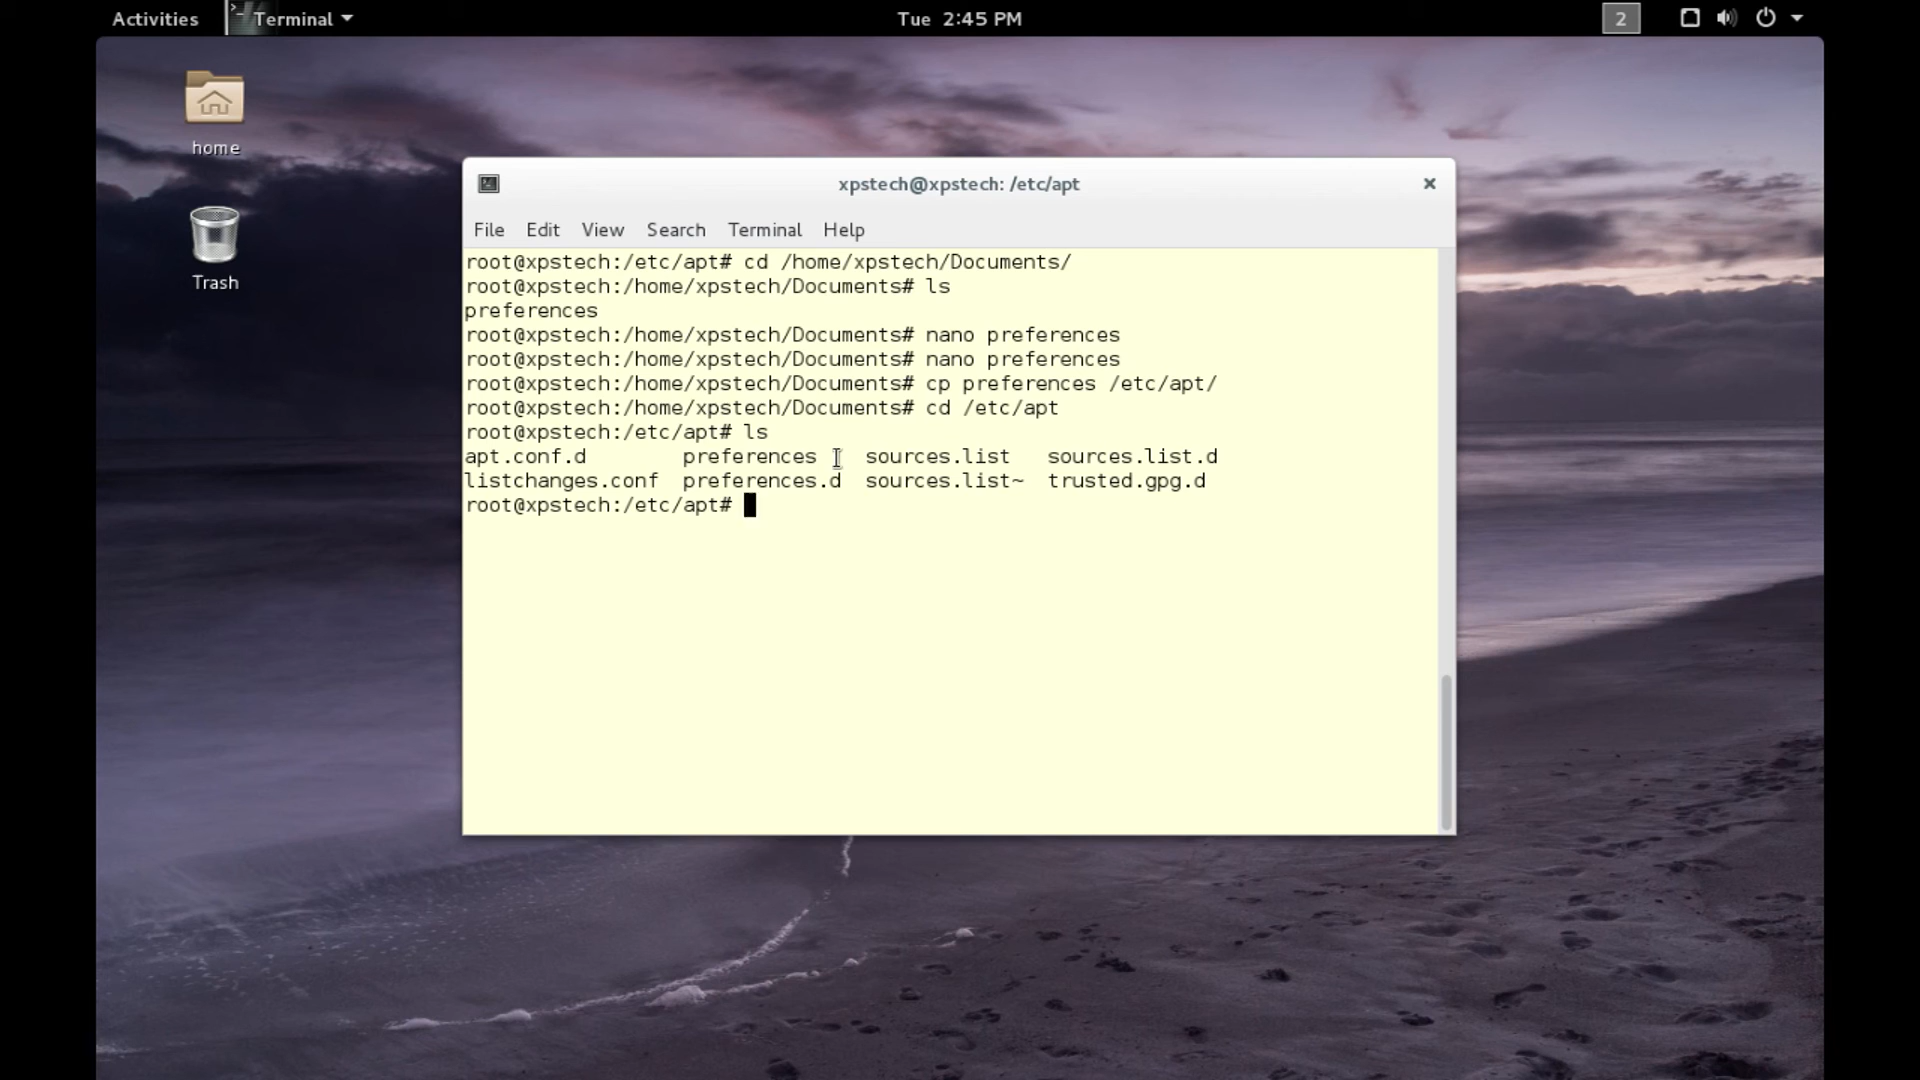 Activities Terminal Tue 2:45 PM 2
home
Trash
xpstech@xpstech: /etc/apt
File Edit View Search Terminal Help
root@xpstech:/etc/apt# cd /home/xpstech/Documents/
root@xpstech:/home/xpstech/Documents# ls
preferences
root@xpstech:/home/xpstech/Documents# nano preferences
root@xpstech:/home/xpstech/Documents# nano preferences
root@xpstech:/home/xpstech/Documents# cp preferences /etc/apt/
root@xpstech:/home/xpstech/Documents# cd /etc/apt
root@xpstech:/etc/apt# ls
apt.conf.d preferences sources.list sources.list.d
listchanges.conf preferences.d sources.list~ trusted.gpg.d
root@xpstech:/etc/apt#